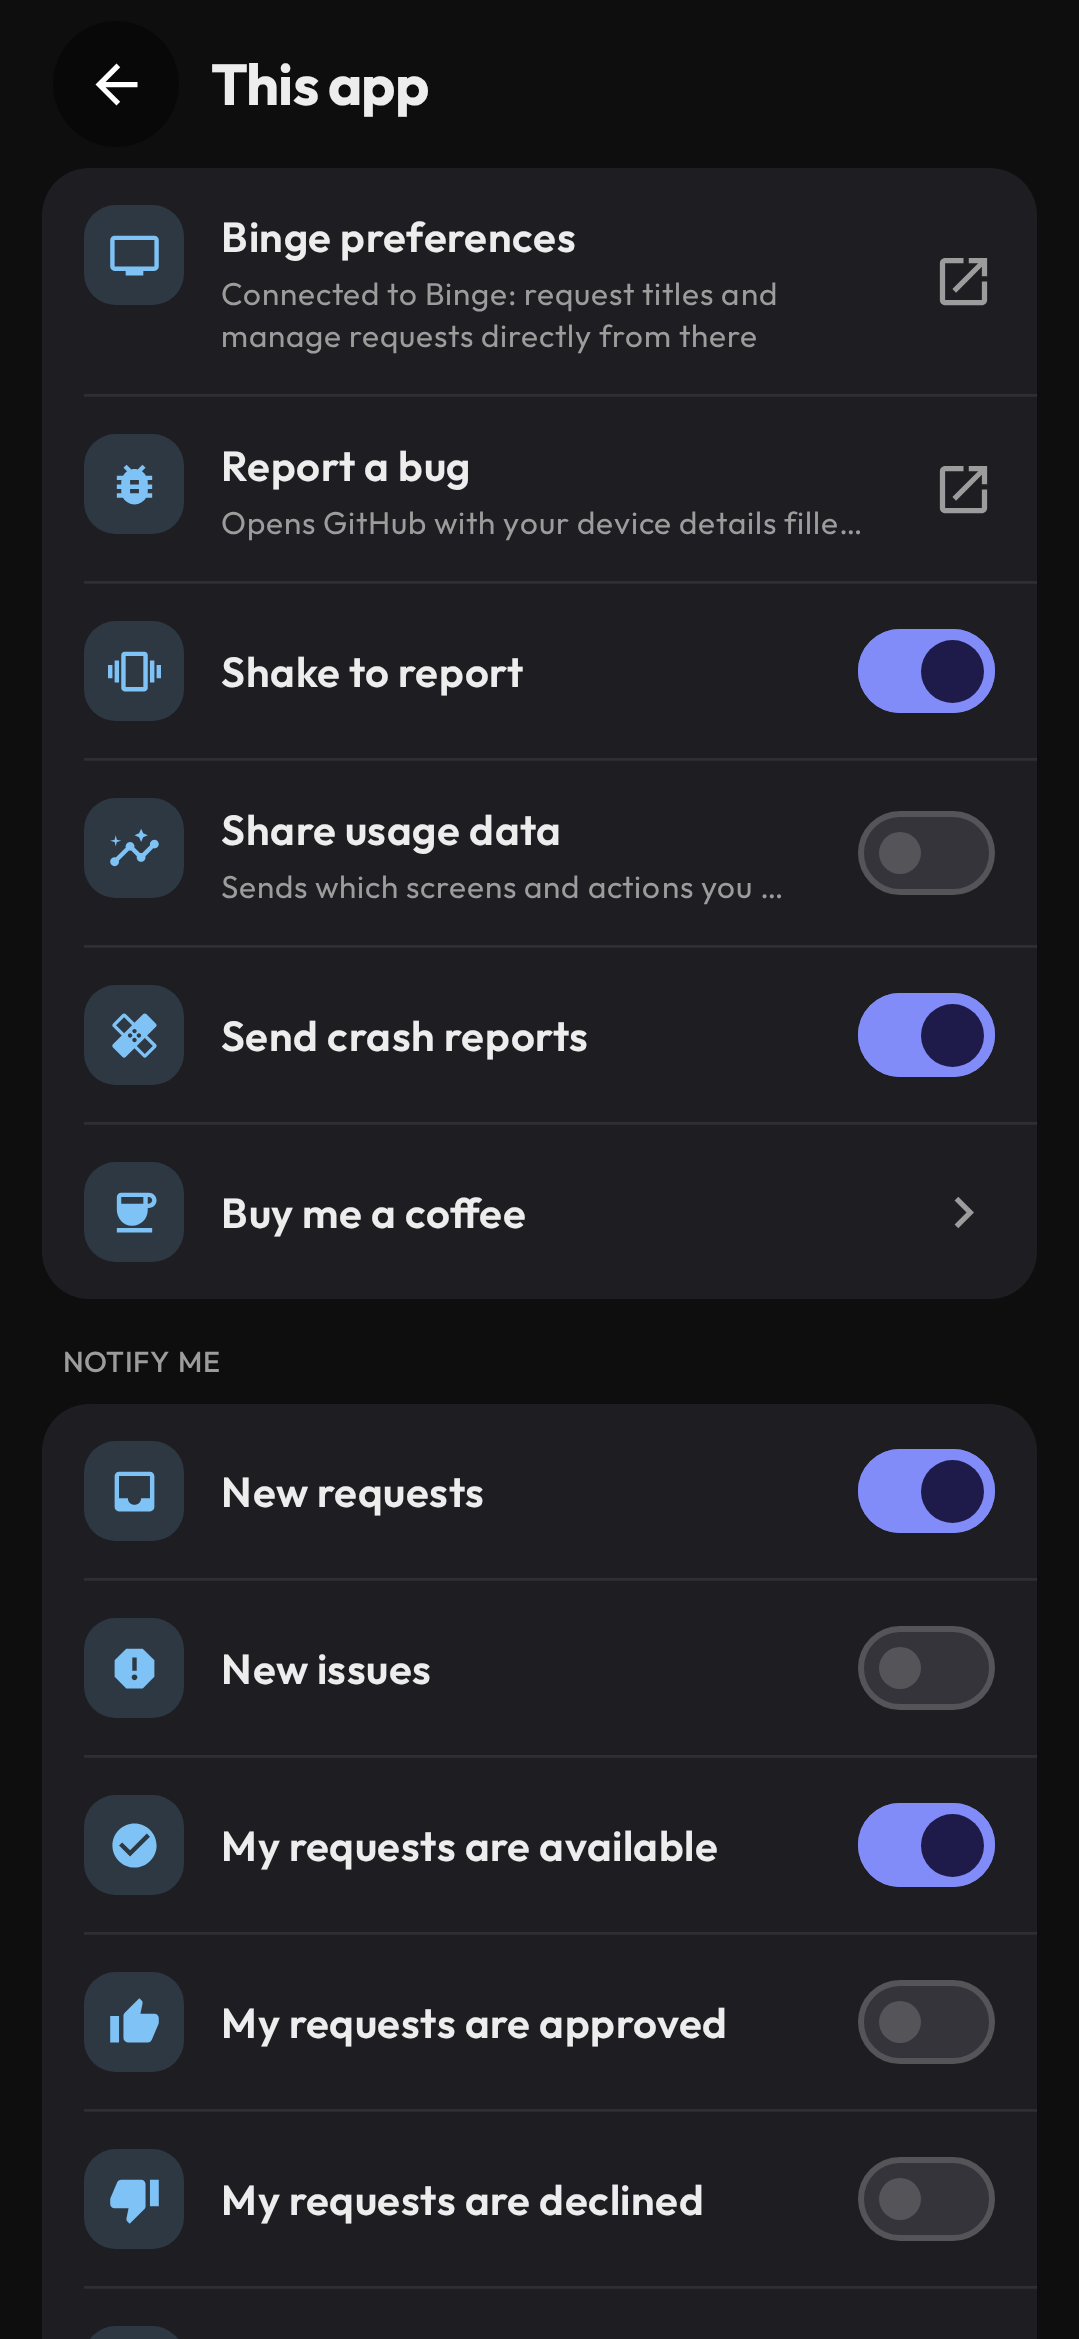 This app
Binge preferences
Connected to Binge: request titles and
manage requests directly from there
Report a bug
Opens GitHub with your device details fille...
Shake to report
Share usage data
Sends which screens and actions you ...
Send crash reports
Buy me a coffee
NOTIFY ME
New requests
New issues
My requests are available
My requests are approved
My requests are declined